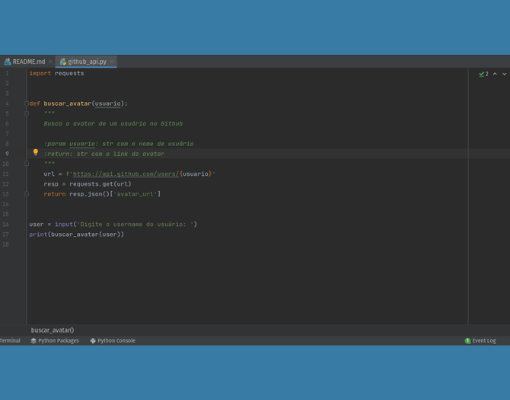 README.md × github_api.py ×
1 import requests
2
3
4 def buscar_avatar(usuario):
5 """
6 Busca o avatar de um usuário no GitHub
7
8 :param usuario: str com o nome do usuário
9 :return: str com o link do avatar
10 """
11 url = f'https://api.github.com/users/{usuario}'
12 resp = requests.get(url)
13 return resp.json()['avatar_url']
14
15
16 user = input('Digite o username do usuário: ')
17 print(buscar_avatar(user))
18
buscar_avatar()
Terminal Python Packages Python Console Event Log